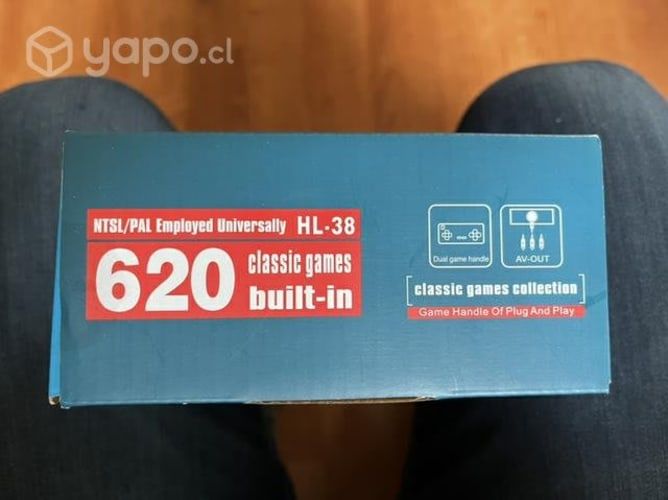 yapo.cl
NTSL/PAL Employed Universally HL-38
620 classic games
built-in
Dual game handle
AV-OUT
classic games collection
Game Handle Of Plug And Play